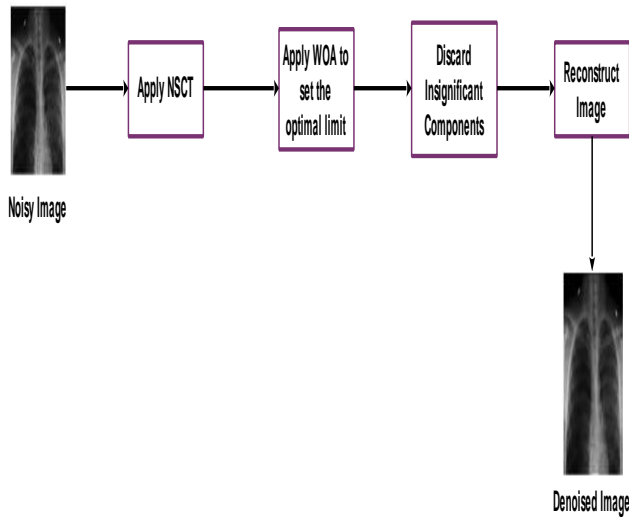 Noisy Image
Apply NSCT
Apply WOA to
set the
optimal limit
Discard
Insignificant
Components
Reconstruct
Image
Denoised Image